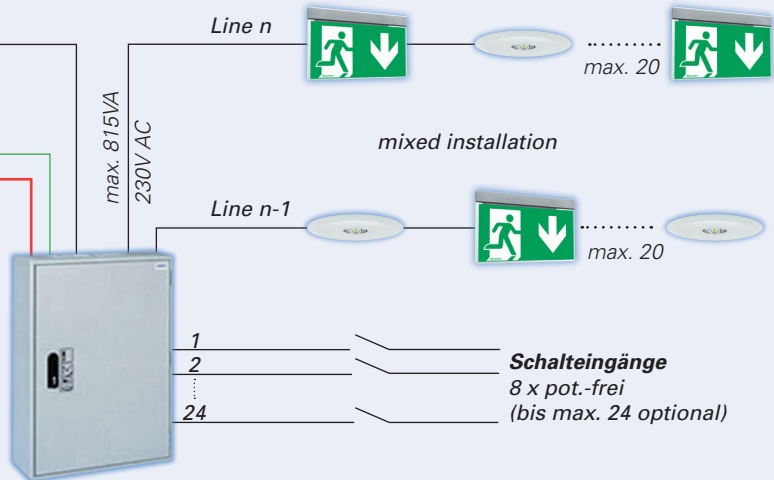 Line n
max. 20
max. 815VA
230V AC
mixed installation
Line n-1
max. 20
1
2
24
Schalteingänge
8 x pot.-frei
(bis max. 24 optional)